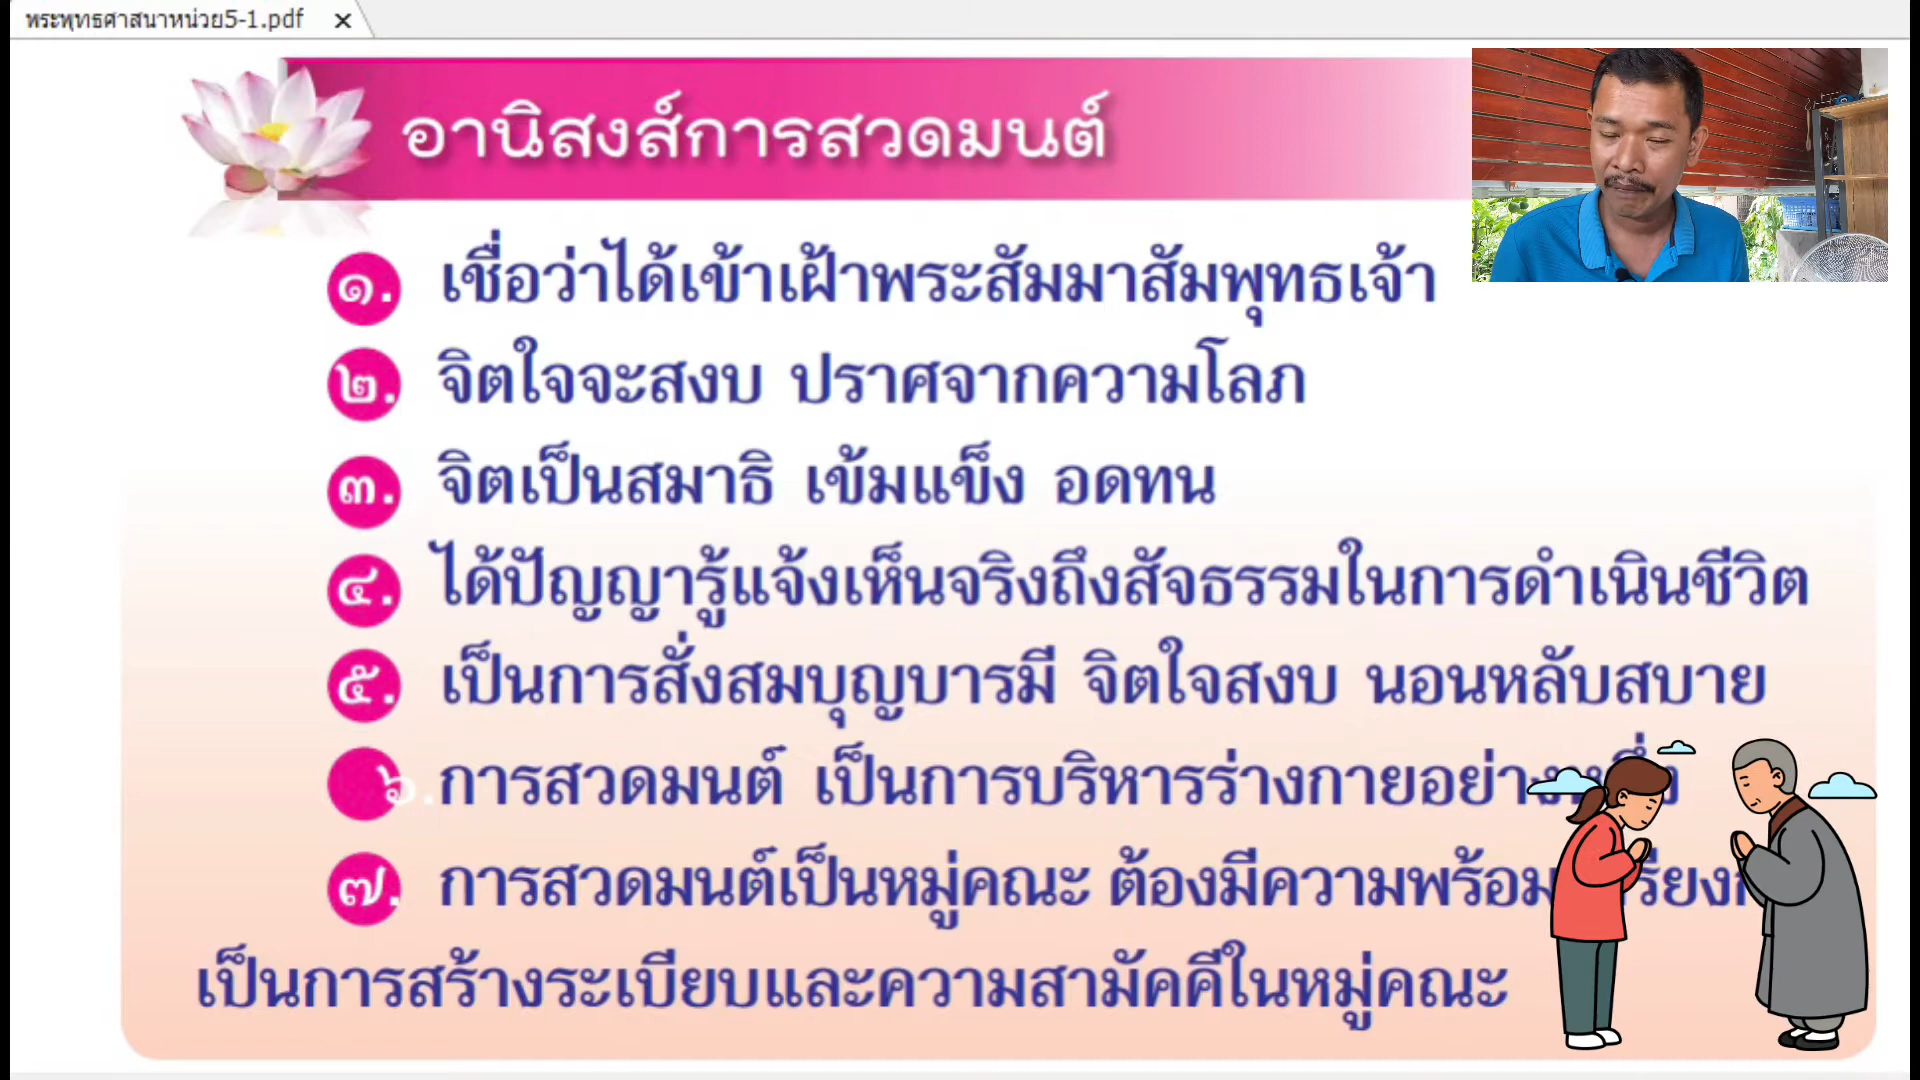 พระพุทธศาสนาหน่วย5-1.pdf
อานิสงส์การสวดมนต์
๑. เชื่อว่าได้เข้าเฝ้าพระสัมมาสัมพุทธเจ้า
๒. จิตใจจะสงบ ปราศจากความโลภ
๓. จิตเป็นสมาธิ เข้มแข็ง อดทน
๔. ได้ปัญญารู้แจ้งเห็นจริงถึงสัจธรรมในการดำเนินชีวิต
๕. เป็นการสั่งสมบุญบารมี จิตใจสงบ นอนหลับสบาย
๖. การสวดมนต์ เป็นการบริหารร่างกายอย่าง
๗. การสวดมนต์เป็นหมู่คณะ ต้องมีความพร้อม
เป็นการสร้างระเบียบและความสามัคคีในหมู่คณะ